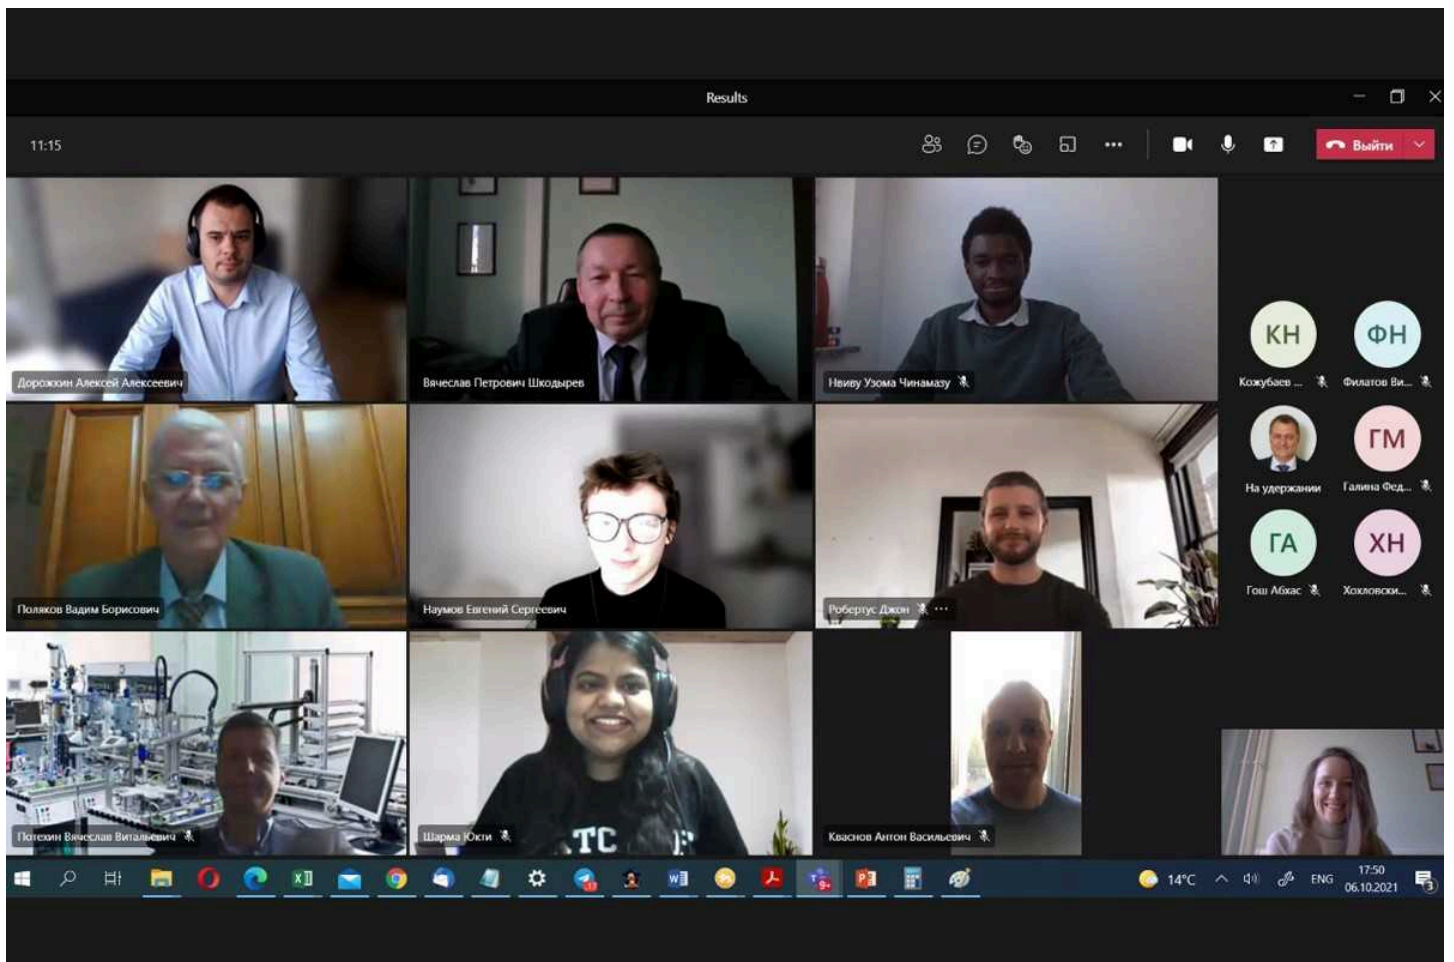 Results
11:15
Выйти
Дорожкин Алексей Алексеевич
Вячеслав Петрович Шкодырев
Нвиву Узома Чинамазу
КН
ФН
Кожубаев ...
Филатов Ви...
ГМ
На удержании
Галина Фед...
ГА
ХН
Гош Абхас
Хохловски...
Поляков Вадим Борисович
Наумов Евгений Сергеевич
Робертус Джон
Потехин Вячеслав Витальевич
Шарма Юкти
Кваснов Антон Васильевич
14°C
ENG
17:50
06.10.2021